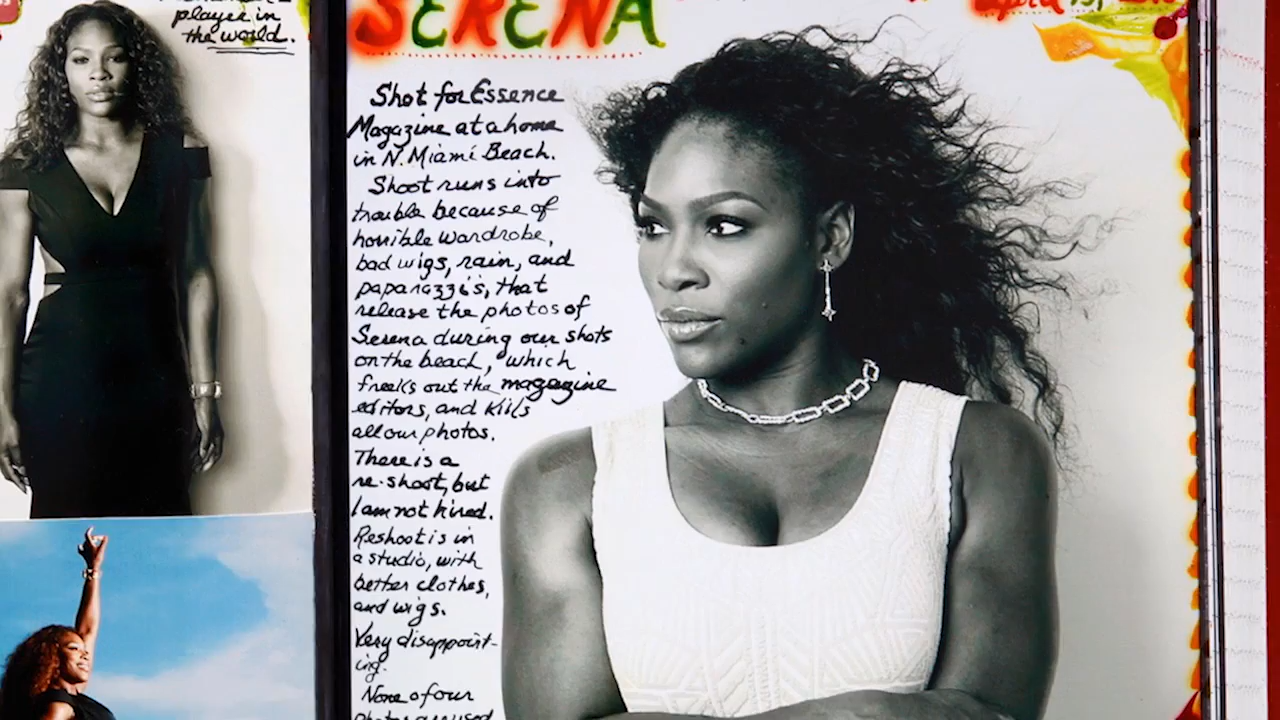 player in
the world.
SERENA
Shot for Essence
Magazine at a home
in N. Miami Beach.
Shoot runs into
trouble because of
horrible wardrobe,
bad wigs, rain, and
paparazzi's, that
release the photos of
Serena during our shots
on the beach, which
freaks out the magazine
editors, and kills
all our photos.
There is a
re-shoot, but
I am not hired.
Reshoot is in
a studio, with
better clothes,
and wigs.
Very disappoint-
ing.
None of our
photos are used